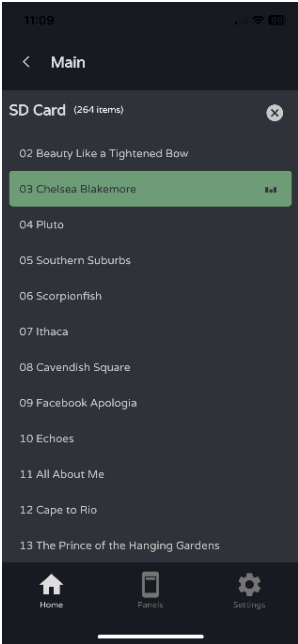 11:09
Main
SD Card (264 items)
02 Beauty Like a Tightened Bow
03 Chelsea Blakemore
04 Pluto
05 Southern Suburbs
06 Scorpionfish
07 Ithaca
08 Cavendish Square
09 Facebook Apologia
10 Echoes
11 All About Me
12 Cape to Rio
13 The Prince of the Hanging Gardens
Home Panels Settings